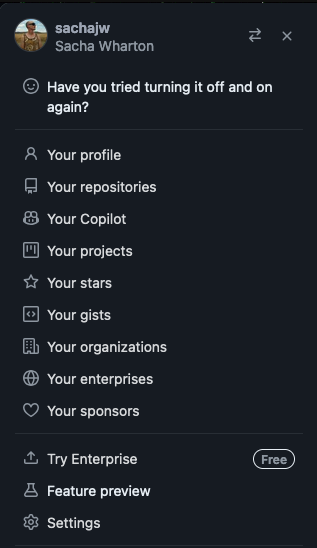 sachajw
Sacha Wharton
Have you tried turning it off and on
again?
Your profile
Your repositories
Your Copilot
Your projects
Your stars
Your gists
Your organizations
Your enterprises
Your sponsors
Try Enterprise Free
Feature preview
Settings